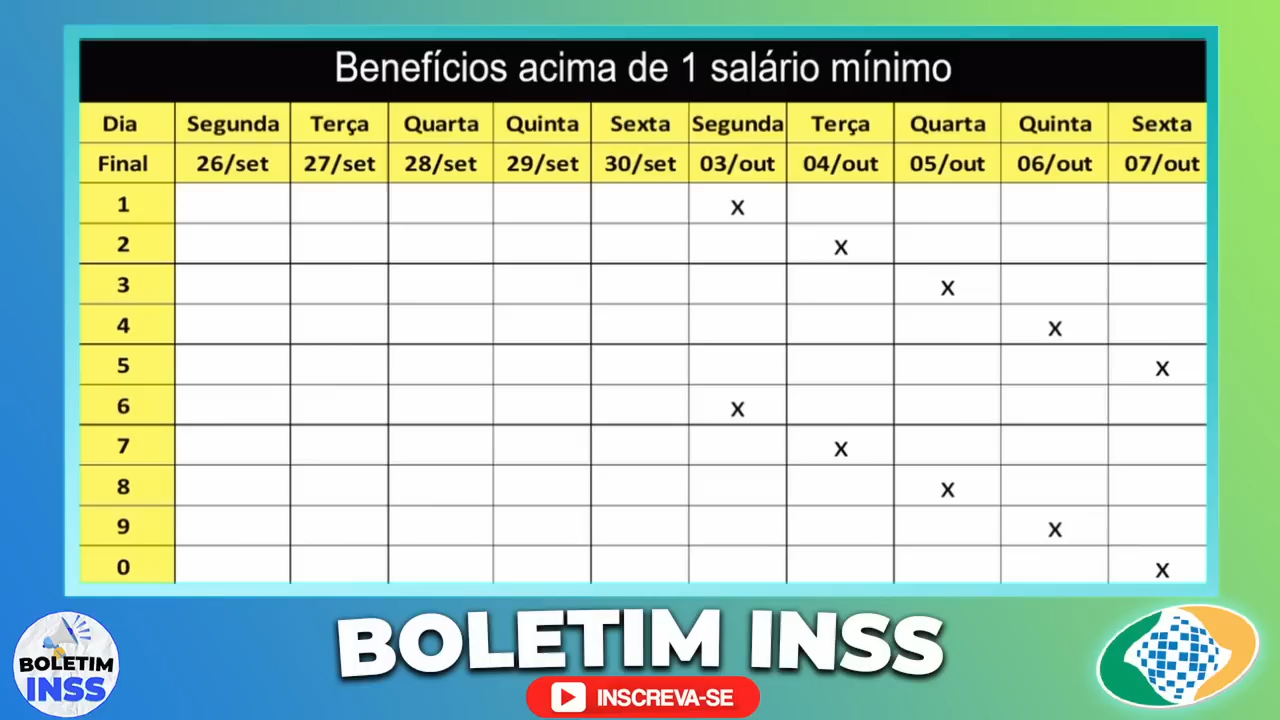 Benefícios acima de 1 salário mínimo
Dia Segunda Terça Quarta Quinta Sexta Segunda Terça Quarta Quinta Sexta
Final 26/set 27/set 28/set 29/set 30/set 03/out 04/out 05/out 06/out 07/out
1 x
2 x
3 x
4 x
5 x
6 x
7 x
8 x
9 x
0 x
BOLETIM INSS
BOLETIM
INSS
INSCREVA-SE